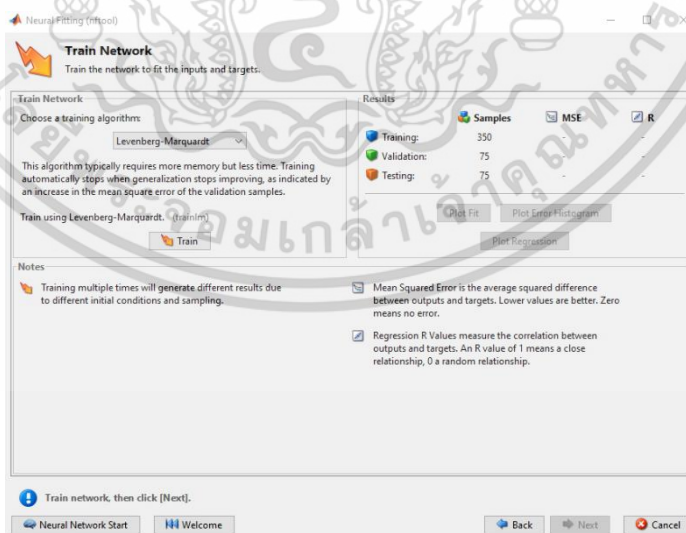 Neural Fitting (nftool)
Train Network
Train the network to fit the inputs and targets.
Train Network
Choose a training algorithm:
Levenberg-Marquardt
This algorithm typically requires more memory but less time. Training
automatically stops when generalization stops improving, as indicated by
an increase in the mean square error of the validation samples.
Train using Levenberg-Marquardt. (trainlm)
Train
Results
Samples MSE R
Training: 350 - -
Validation: 75 - -
Testing: 75 - -
Plot Fit Plot Error Histogram
Plot Regression
Notes
Training multiple times will generate different results due
to different initial conditions and sampling.
Mean Squared Error is the average squared difference
between outputs and targets. Lower values are better. Zero
means no error.
Regression R Values measure the correlation between
outputs and targets. An R value of 1 means a close
relationship, 0 a random relationship.
Train network, then click [Next].
Neural Network Start Welcome Back Next Cancel